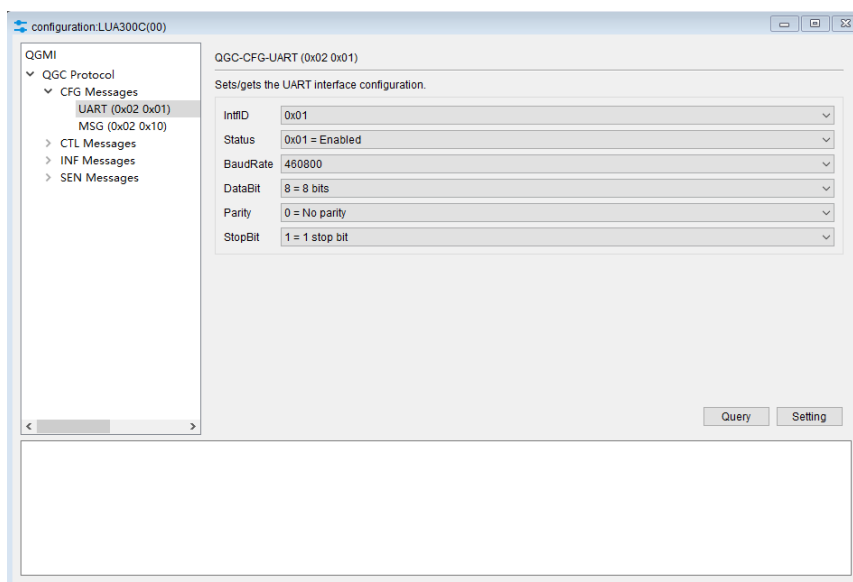 configuration:LUA300C(00)
QGMI
QGC Protocol
CFG Messages
UART (0x02 0x01)
MSG (0x02 0x10)
CTL Messages
INF Messages
SEN Messages
QGC-CFG-UART (0x02 0x01)
Sets/gets the UART interface configuration.
IntfID 0x01
Status 0x01 = Enabled
BaudRate 460800
DataBit 8 = 8 bits
Parity 0 = No parity
StopBit 1 = 1 stop bit
Query Setting